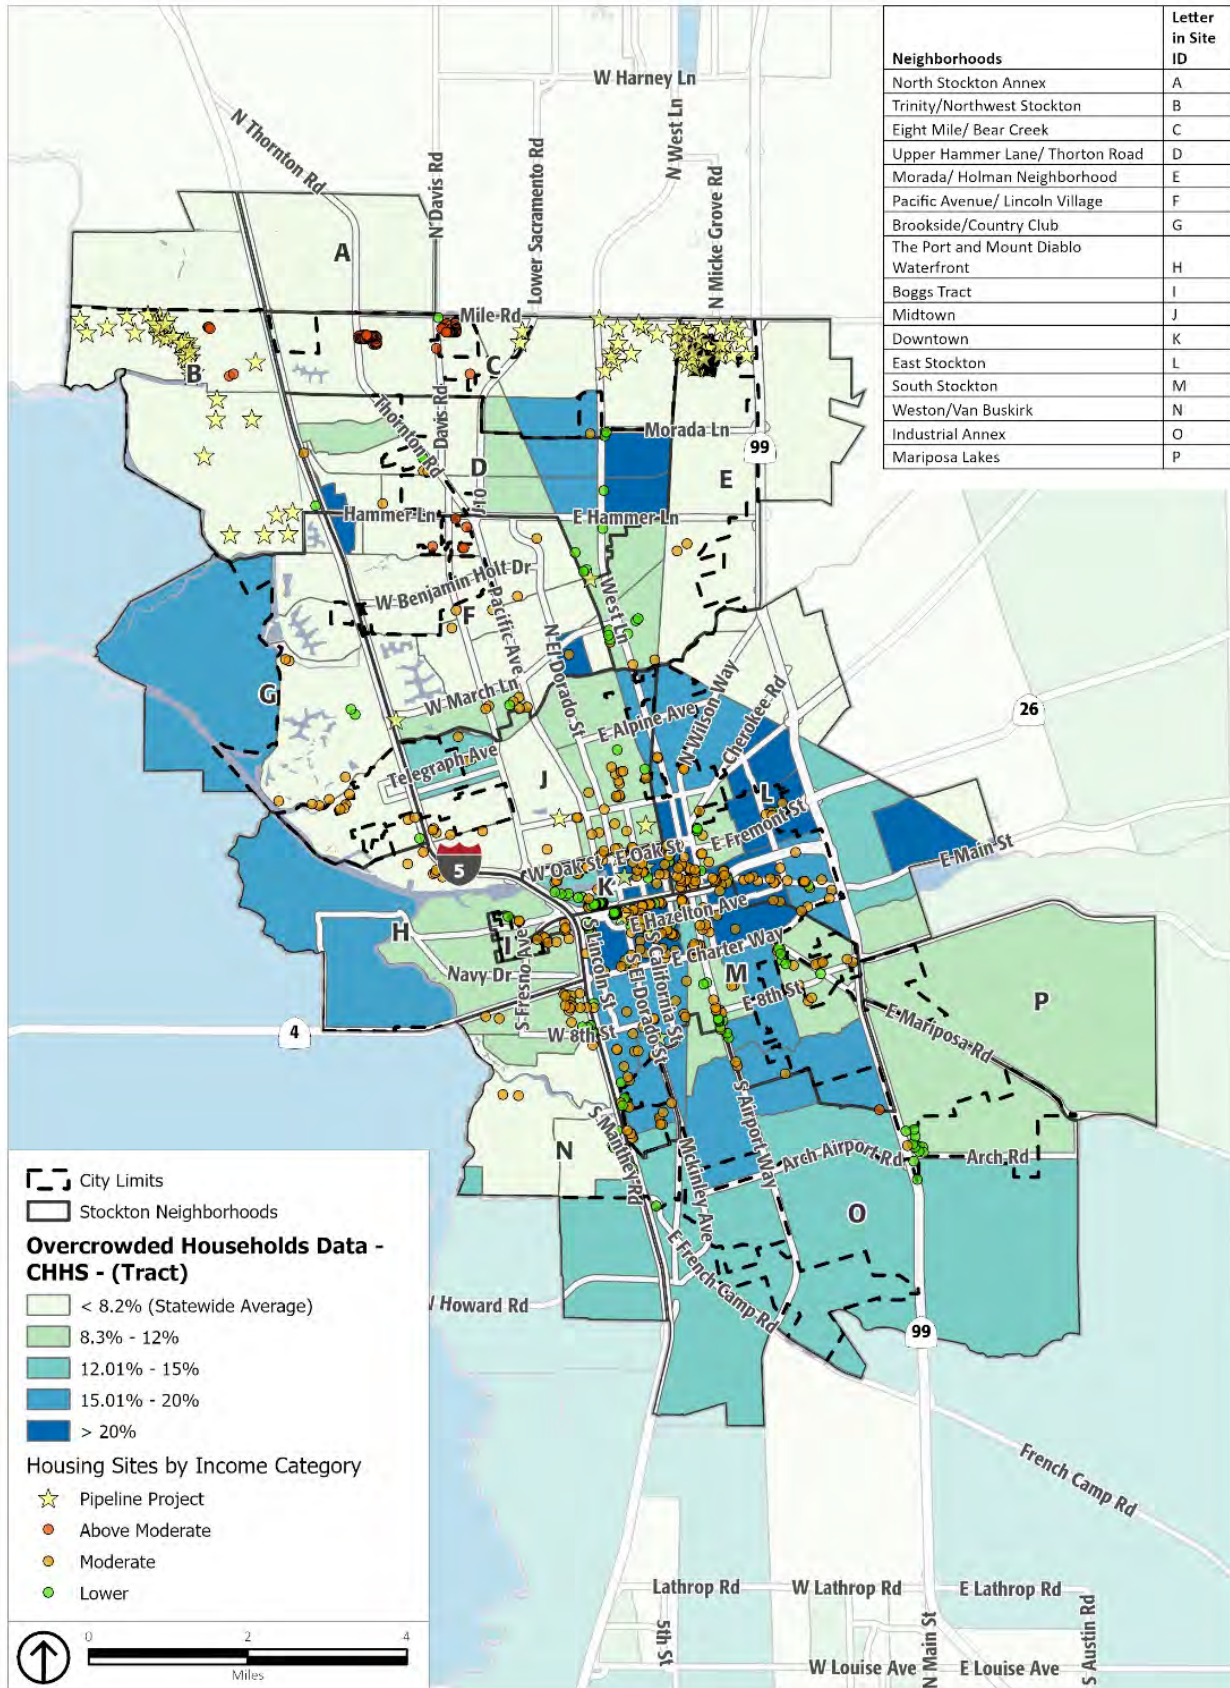 Neighborhoods Letter in Site ID
North Stockton Annex A
Trinity/Northwest Stockton B
Eight Mile/ Bear Creek C
Upper Hammer Lane/ Thorton Road D
Morada/ Holman Neighborhood E
Pacific Avenue/ Lincoln Village F
Brookside/Country Club G
The Port and Mount Diablo
Waterfront H
Boggs Tract I
Midtown J
Downtown K
East Stockton L
South Stockton M
Weston/Van Buskirk N
Industrial Annex O
Mariposa Lakes P
W Harney Ln
N Thornton Rd
N Davis Rd
Lower Sacramento Rd
N West Ln
N Micke Grove Rd
A
Mile Rd
B
C
Davis Rd
Thornton Rd
Morada Ln
99
D
E
J10
Hammer Ln
E Hammer Ln
W Benjamin Holt Dr
F
Pacific Ave
N El Dorado St
West Ln
G
W March Ln
E Alpine Ave
N Wilson Way
Cherokee Rd
26
Telegraph Ave
J
L
E Fremont St
E Main St
W Oak St
E Oak St
5
K
E Hazelton Ave
H
I
S Fresno Ave
S Lincoln St
S El Dorado St
S California St
E Charter Way
M
Navy Dr
E 8th St
P
4
W 8th St
E Mariposa Rd
S Airport Way
S Manthey Rd
N
Mckinley Ave
Arch Airport Rd
Arch Rd
O
E French Camp Rd
Howard Rd
99
French Camp Rd
Lathrop Rd
W Lathrop Rd
E Lathrop Rd
5th St
N Main St
S Austin Rd
W Louise Ave
E Louise Ave
City Limits
Stockton Neighborhoods
Overcrowded Households Data -
CHHS - (Tract)
< 8.2% (Statewide Average)
8.3% - 12%
12.01% - 15%
15.01% - 20%
> 20%
Housing Sites by Income Category
Pipeline Project
Above Moderate
Moderate
Lower
0 2 4
Miles